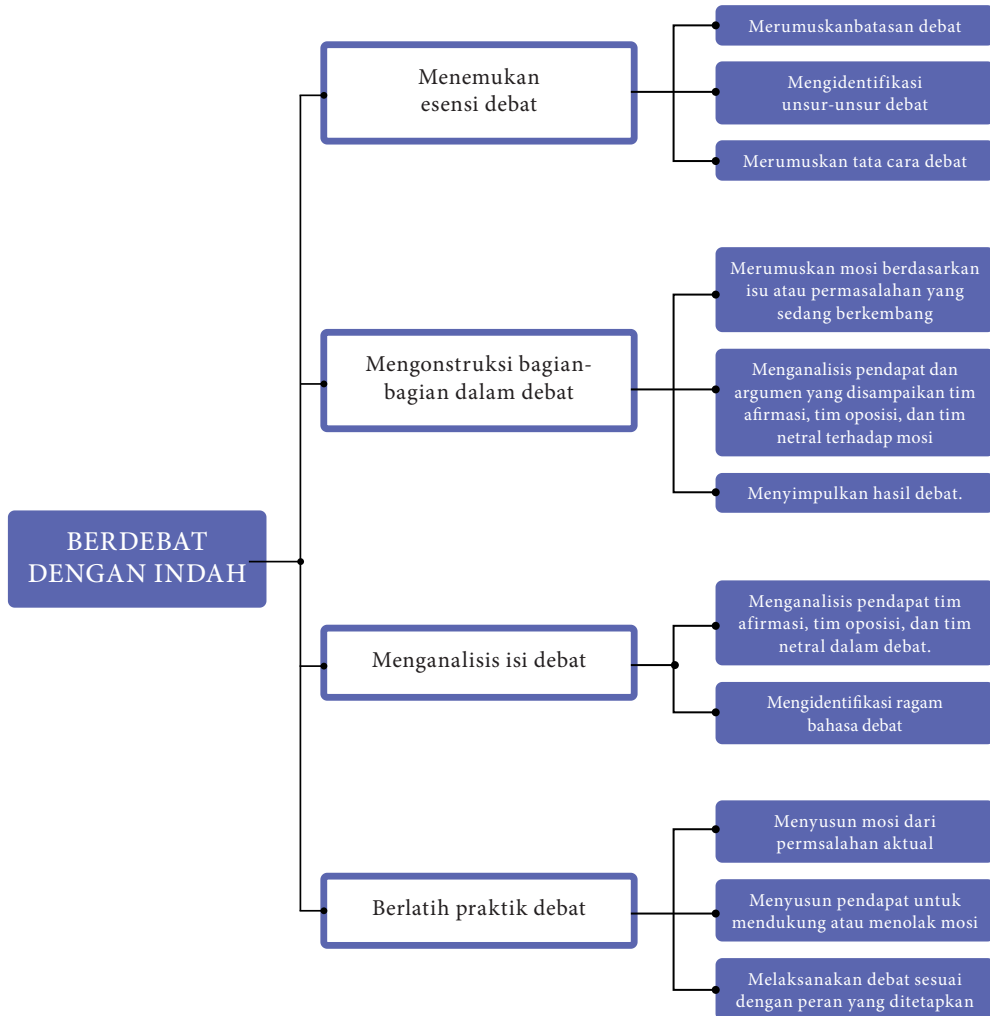 BERDEBAT
DENGAN INDAH
Menemukan
esensi debat
Merumuskanbatasan debat
Mengidentifikasi
unsur-unsur debat
Merumuskan tata cara debat
Mengonstruksi bagian-
bagian dalam debat
Merumuskan mosi berdasarkan
isu atau permasalahan yang
sedang berkembang
Menganalisis pendapat dan
argumen yang disampaikan tim
afirmasi, tim oposisi, dan tim
netral terhadap mosi
Menyimpulkan hasil debat.
Menganalisis isi debat
Menganalisis pendapat tim
afirmasi, tim oposisi, dan tim
netral dalam debat.
Mengidentifikasi ragam
bahasa debat
Berlatih praktik debat
Menyusun mosi dari
permsalahan aktual
Menyusun pendapat untuk
mendukung atau menolak mosi
Melaksanakan debat sesuai
dengan peran yang ditetapkan